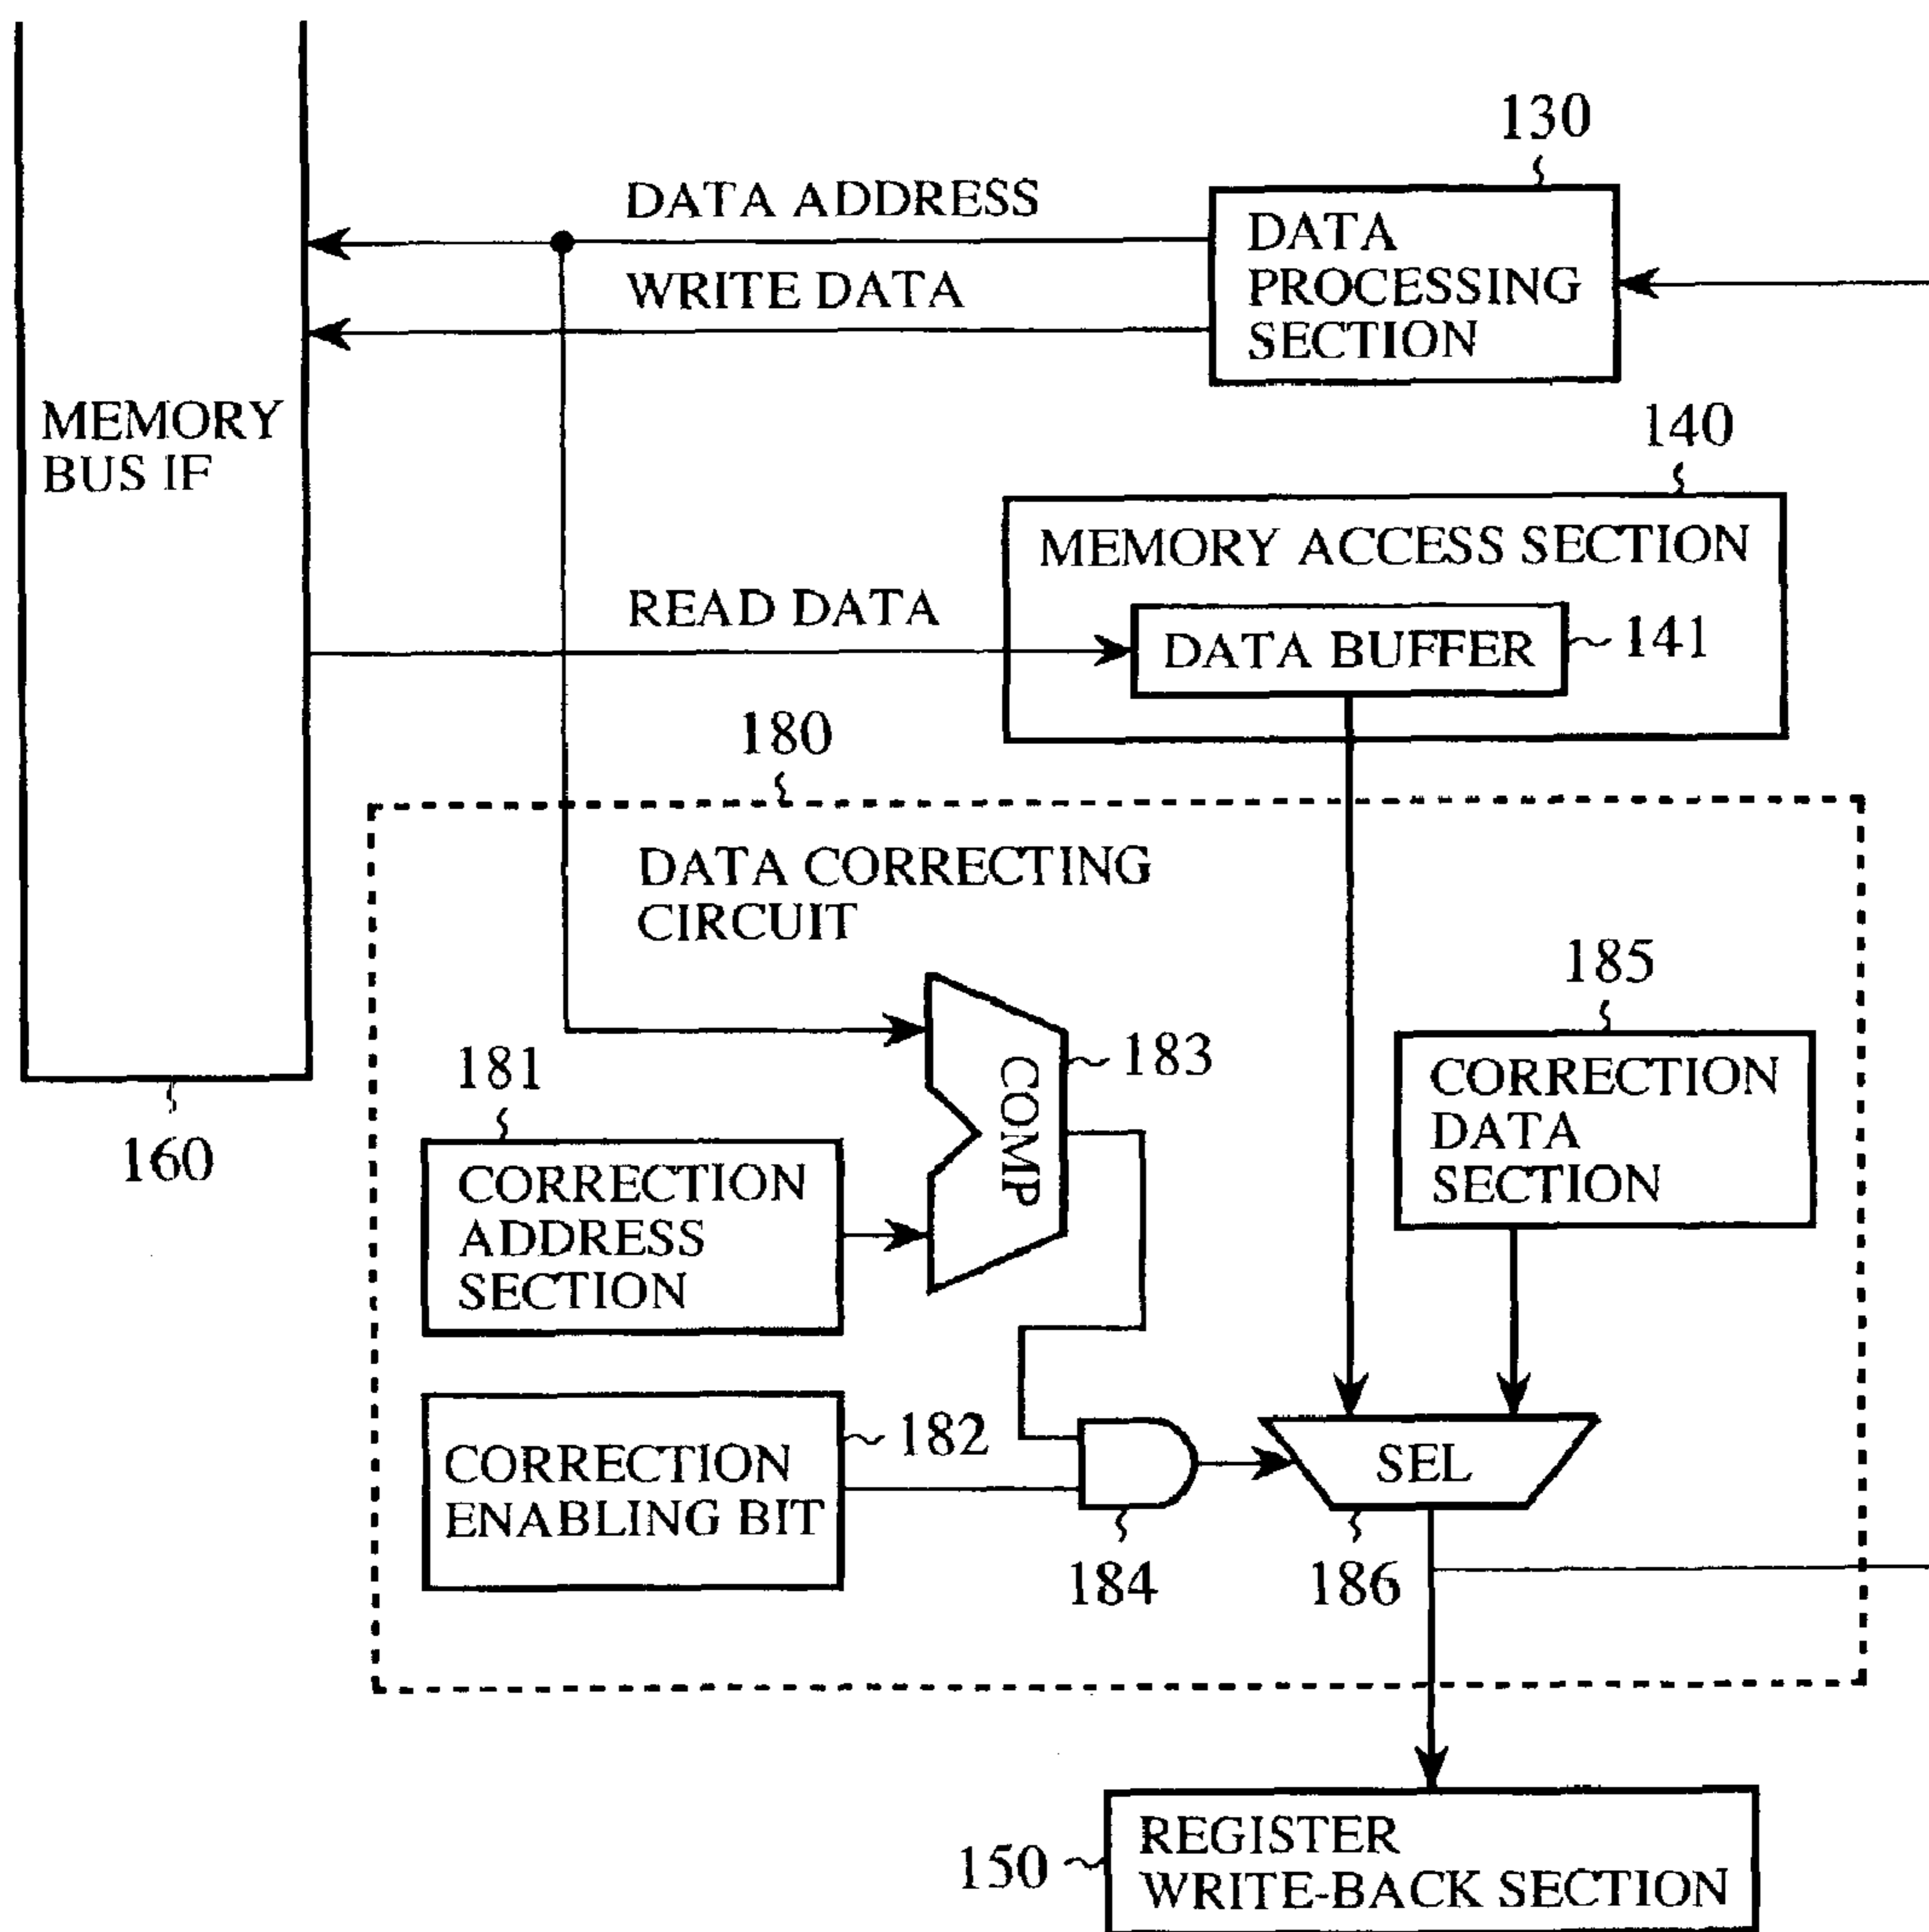 130
DATA ADDRESS
DATA
PROCESSING
SECTION
WRITE DATA
MEMORY
BUS IF
140
MEMORY ACCESS SECTION
READ DATA
DATA BUFFER
141
180
DATA CORRECTING
CIRCUIT
185
CORRECTION
DATA
SECTION
183
COMP
181
CORRECTION
ADDRESS
SECTION
160
182
CORRECTION
ENABLING BIT
SEL
184
186
150
REGISTER
WRITE-BACK SECTION